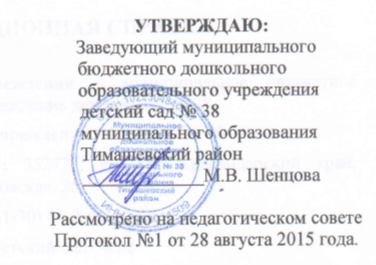 УТВЕРЖДАЮ:
Заведующий муниципального
бюджетного дошкольного
образовательного учреждения
детский сад № 38
муниципального образования
Тимашевский район
М.В. Шенцова
Рассмотрено на педагогическом совете
Протокол №1 от 28 августа 2015 года.